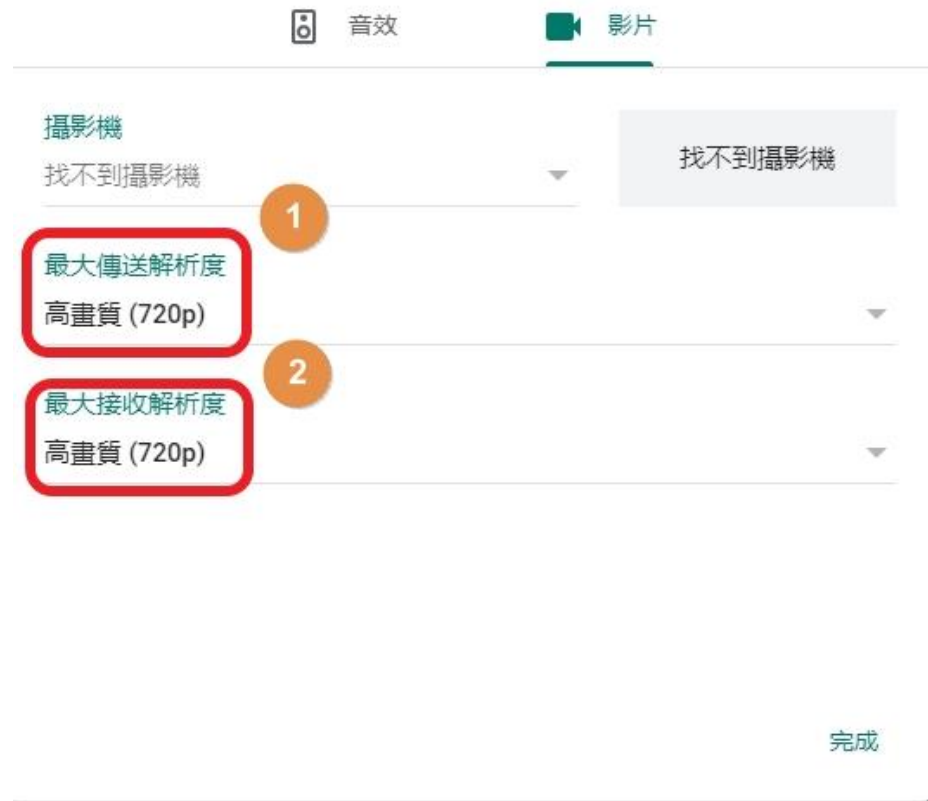 音效
影片
攝影機
找不到攝影機
找不到攝影機
1
最大傳送解析度
高畫質 (720p)
2
最大接收解析度
高畫質 (720p)
完成